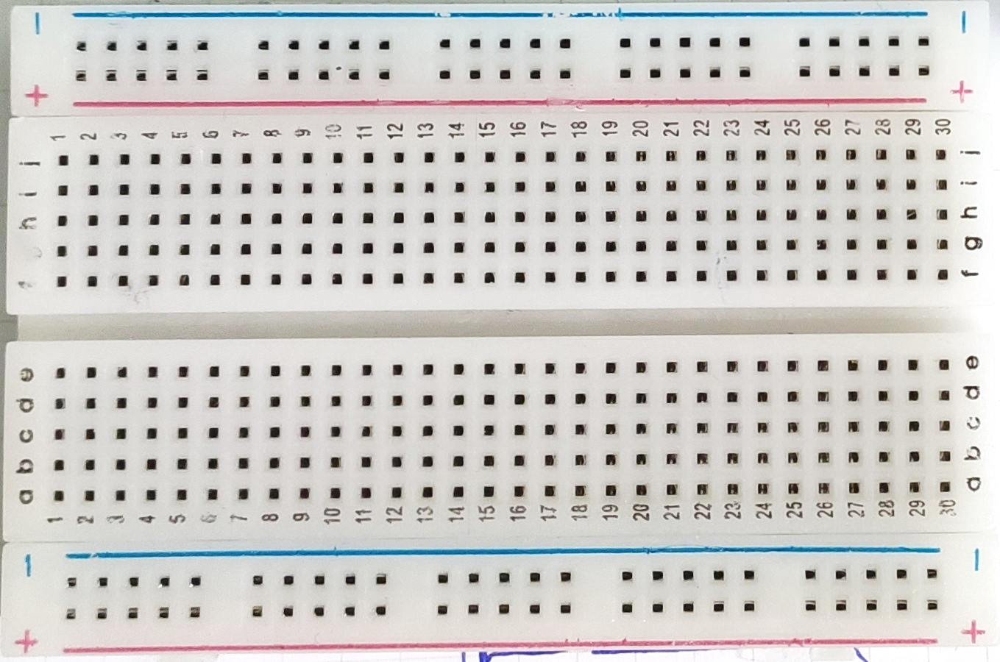 − −
+ +
1 2 3 4 5 6 7 8 9 10 11 12 13 14 15 16 17 18 19 20 21 22 23 24 25 26 27 28 29 30
j j
i i
h h
g
f
e e
d d
c c
b b
a a
1 2 3 4 5 6 7 8 9 10 11 12 13 14 15 16 17 18 19 20 21 22 23 24 25 26 27 28 29 30
− −
+ +